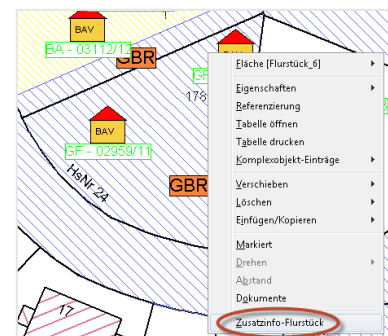 BAV
BA - 03112/12
GBR
GF
178
BAV
GF - 02959/11
GBR
HsNr 24
17
Fläche [Flurstück_6]
Eigenschaften
Referenzierung
Tabelle öffnen
Tabelle drucken
Komplexobjekt-Einträge
Verschieben
Löschen
Einfügen/Kopieren
Markiert
Drehen
Abstand
Dokumente
Zusatzinfo-Flurstück